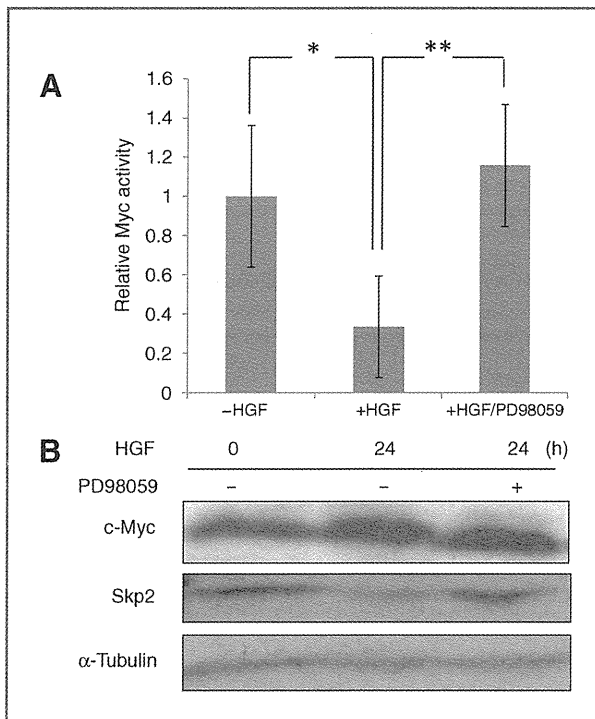 A
* **
Relative Myc activity
1.6
1.4
1.2
1
0.8
0.6
0.4
0.2
0
−HGF +HGF +HGF/PD98059
B
HGF 0 24 24 (h)
PD98059 − − +
c-Myc
Skp2
α-Tubulin